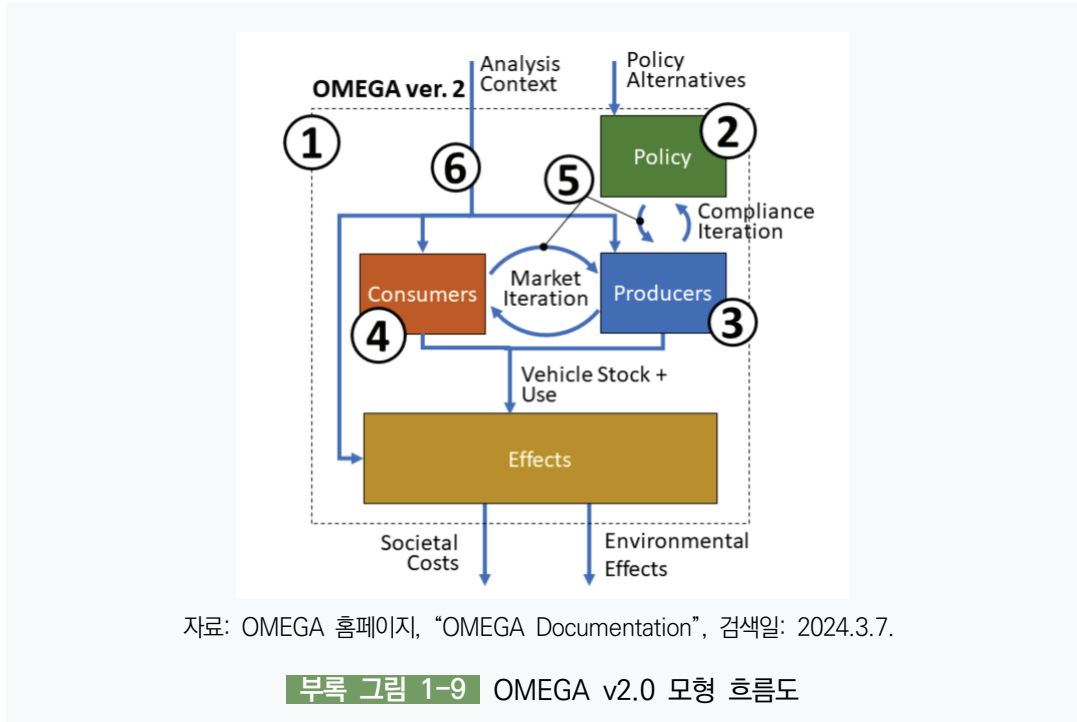 Analysis
Context
Policy
Alternatives
OMEGA ver. 2
①
②
Policy
⑥
⑤
Compliance
Iteration
Consumers
④
Market
Iteration
Producers
③
Vehicle Stock +
Use
Effects
Societal
Costs
Environmental
Effects
자료: OMEGA 홈페이지, “OMEGA Documentation”, 검색일: 2024.3.7.
부록 그림 1-9 OMEGA v2.0 모형 흐름도